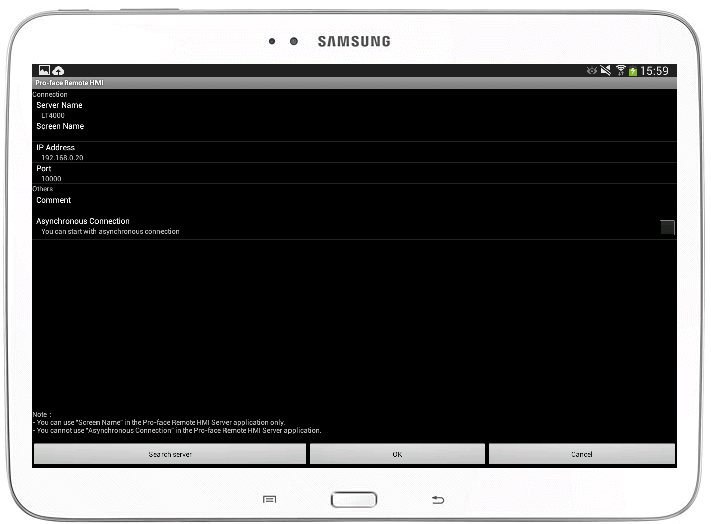 SAMSUNG
15:59
Pro-face Remote HMI
Connection
Server Name
LT4000
Screen Name
IP Address
192.168.0.20
Port
10000
Others
Comment
Asynchronous Connection
You can start with asynchronous connection
Note :
- You can use "Screen Name" in the Pro-face Remote HMI Server application only.
- You cannot use "Asynchronous Connection" in the Pro-face Remote HMI Server application.
Search server OK Cancel